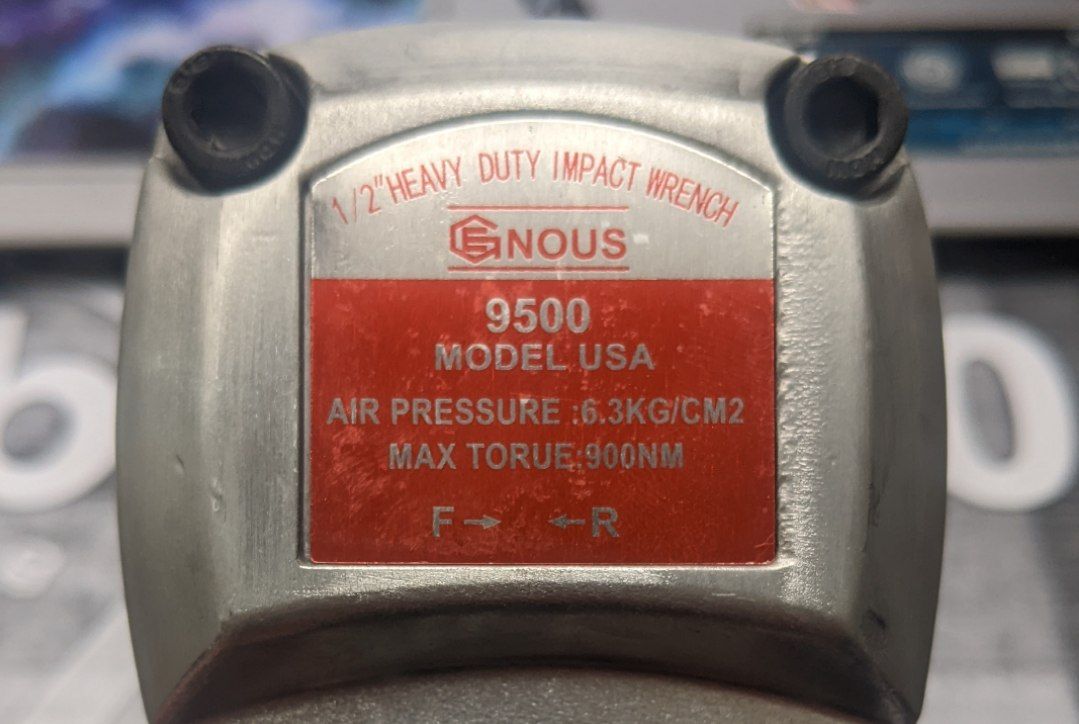 1/2"HEAVY DUTY IMPACT WRENCH
GNOUS
9500
MODEL USA
AIR PRESSURE :6.3KG/CM2
MAX TORUE:900NM
F→ ←R